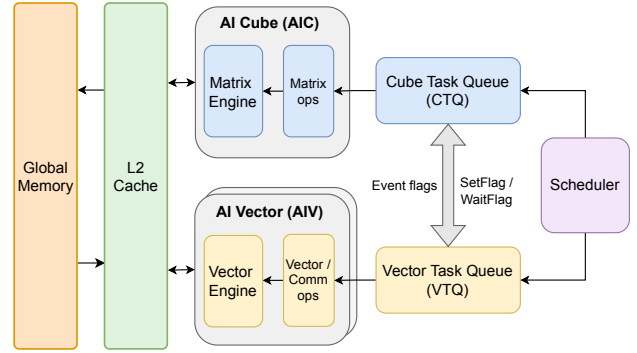 Global
Memory
L2
Cache
AI Cube (AIC)
Matrix
Engine
Matrix
ops
Cube Task Queue
(CTQ)
Event flags
SetFlag /
WaitFlag
Scheduler
AI Vector (AIV)
Vector
Engine
Vector /
Comm
ops
Vector Task Queue
(VTQ)